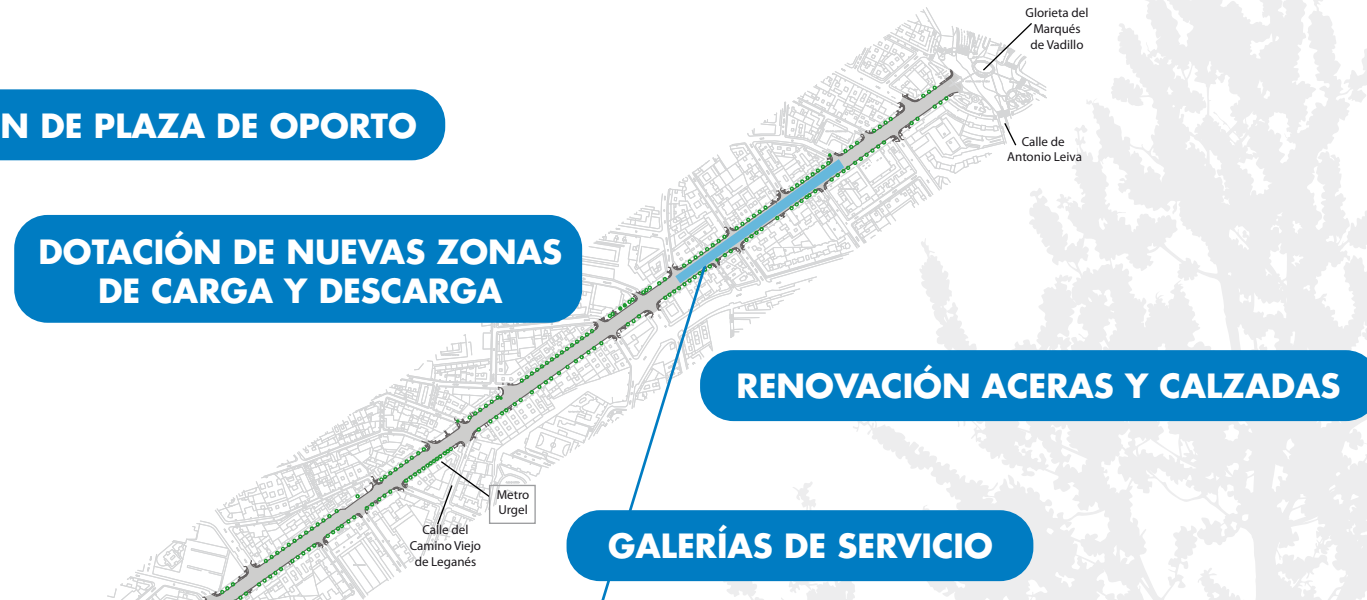 Glorieta del
Marqués
de Vadillo
N DE PLAZA DE OPORTO
Calle de
Antonio Leiva
DOTACIÓN DE NUEVAS ZONAS
DE CARGA Y DESCARGA
RENOVACIÓN ACERAS Y CALZADAS
Metro
Urgel
Calle del
Camino Viejo
de Leganés
GALERÍAS DE SERVICIO